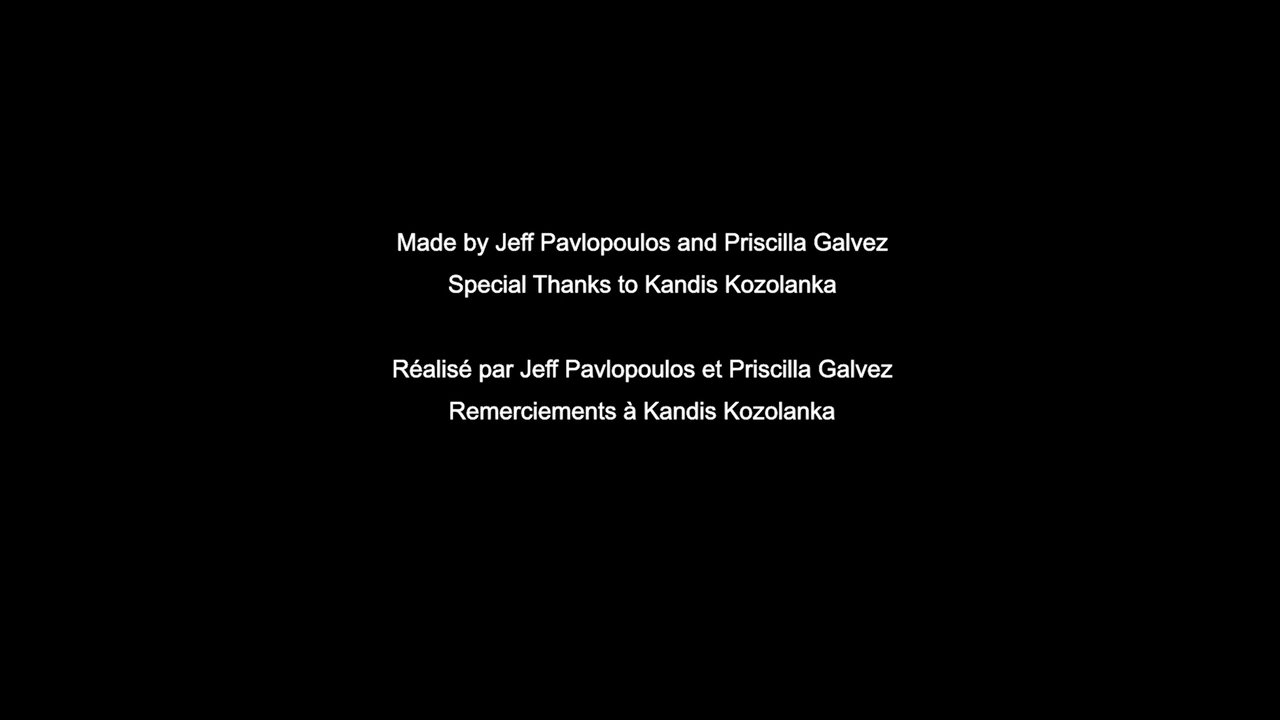 Made by Jeff Pavlopoulos and Priscilla Galvez
Special Thanks to Kandis Kozolanka
Réalisé par Jeff Pavlopoulos et Priscilla Galvez
Remerciements à Kandis Kozolanka